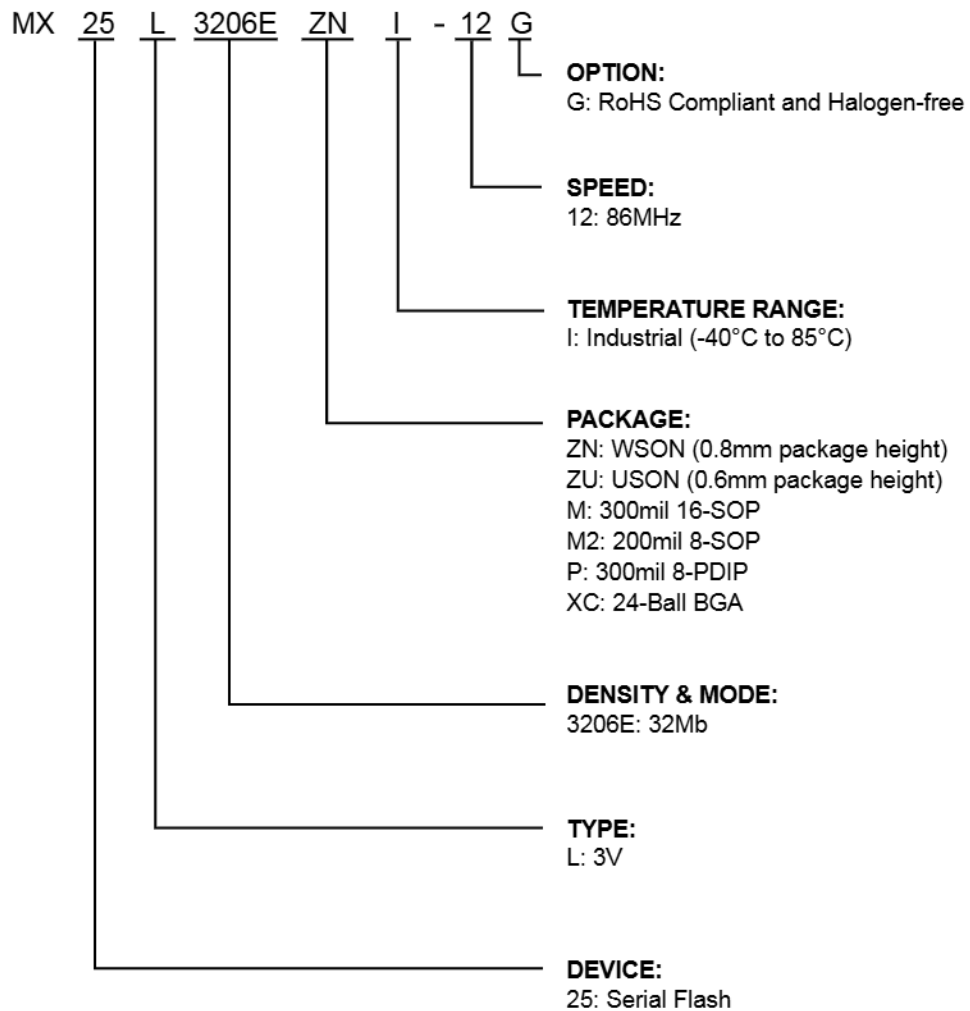 MX 25 L 3206E ZN I - 12 G
OPTION:
G: RoHS Compliant and Halogen-free
SPEED:
12: 86MHz
TEMPERATURE RANGE:
I: Industrial (-40°C to 85°C)
PACKAGE:
ZN: WSON (0.8mm package height)
ZU: USON (0.6mm package height)
M: 300mil 16-SOP
M2: 200mil 8-SOP
P: 300mil 8-PDIP
XC: 24-Ball BGA
DENSITY & MODE:
3206E: 32Mb
TYPE:
L: 3V
DEVICE:
25: Serial Flash